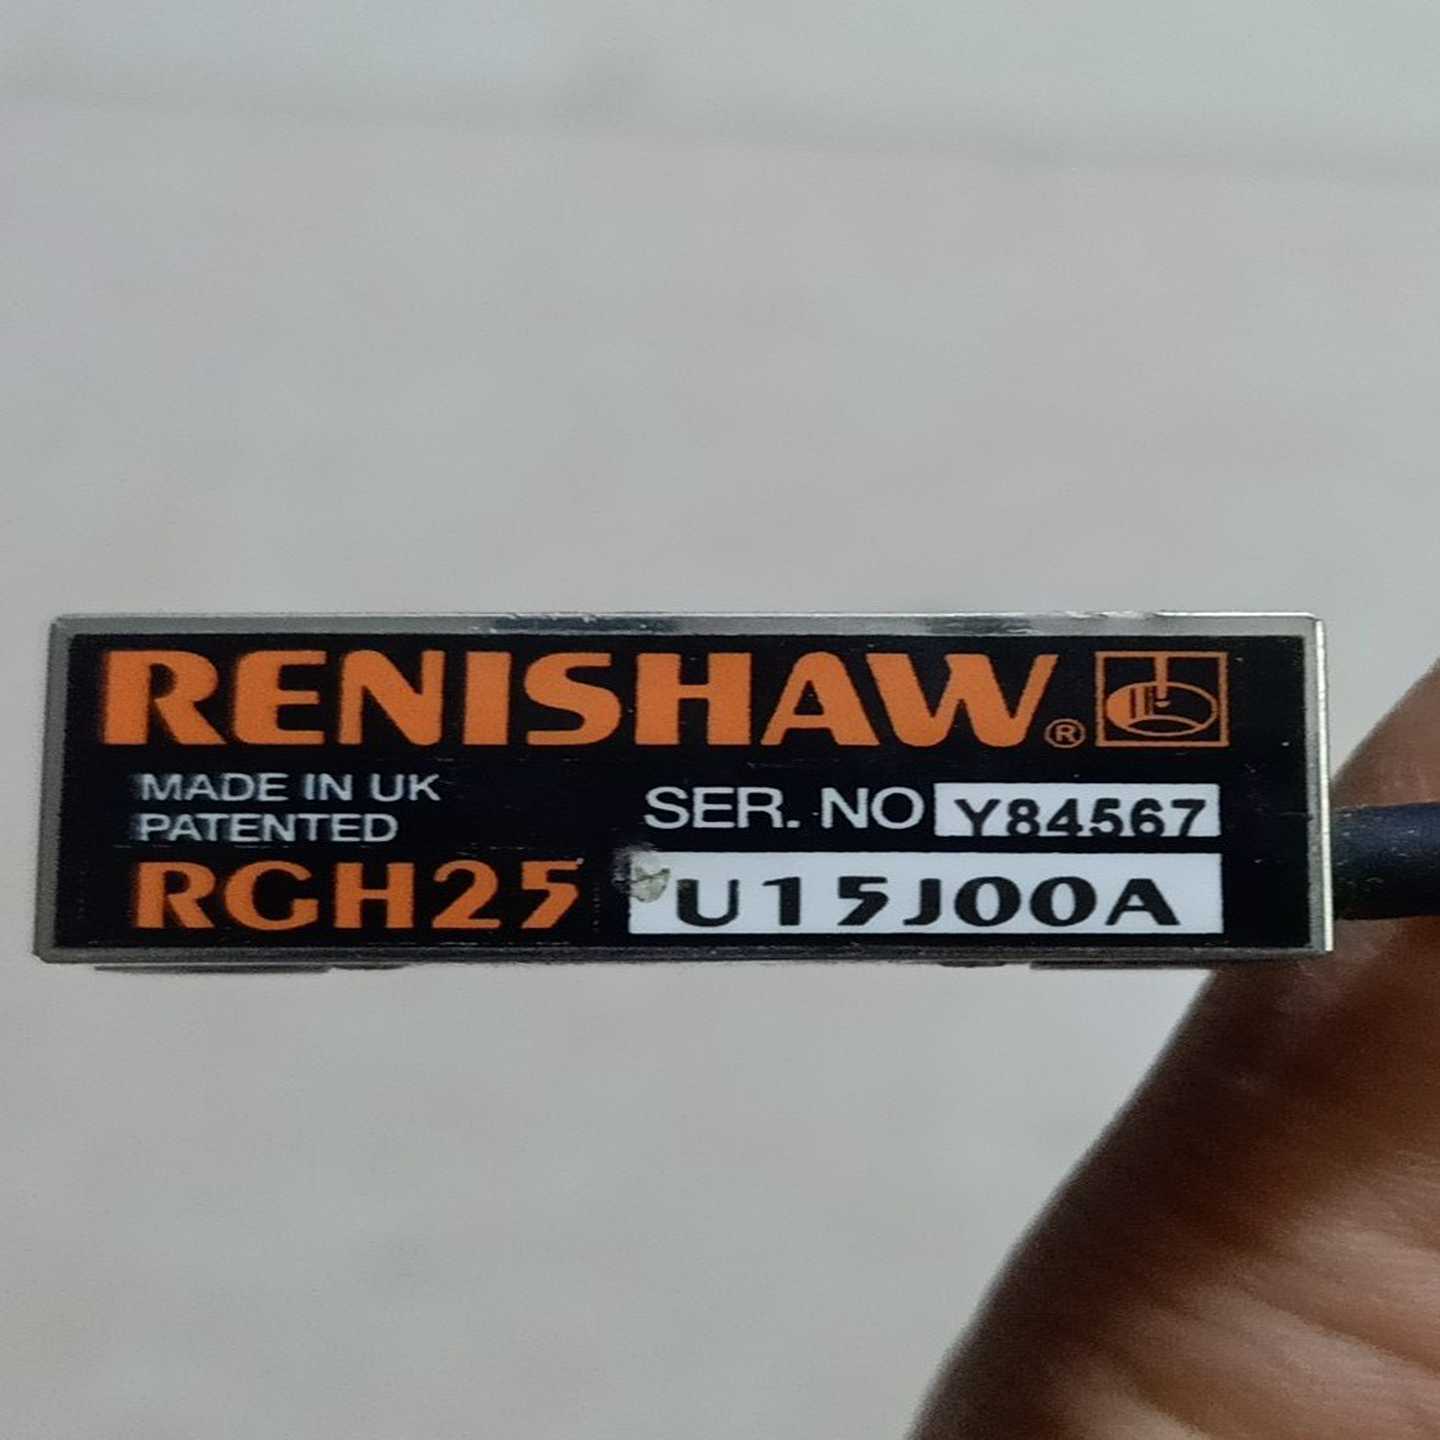 RENISHAW®
MADE IN UK
PATENTED
SER. NO Y84567
RGH25 U15J00A